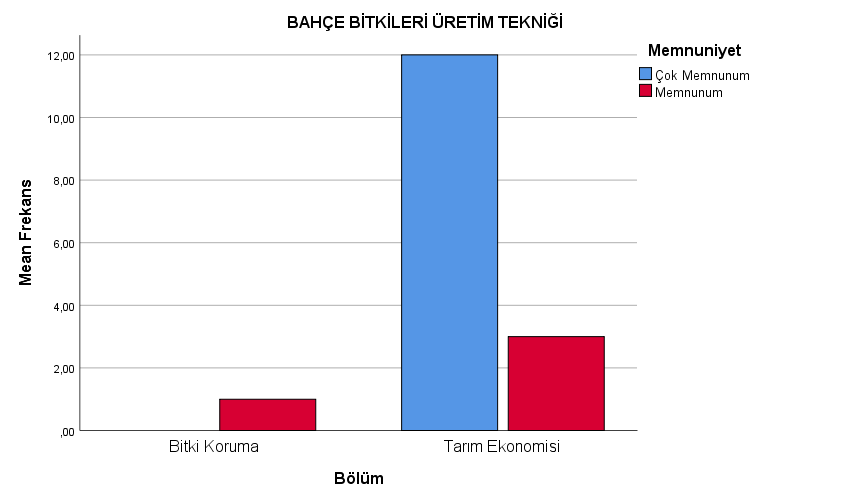 BAHÇE BİTKİLERİ ÜRETİM TEKNİĞİ
Memnuniyet
Çok Memnunum
Memnunum
Mean Frekans
12,00
10,00
8,00
6,00
4,00
2,00
,00
Bitki Koruma
Tarım Ekonomisi
Bölüm